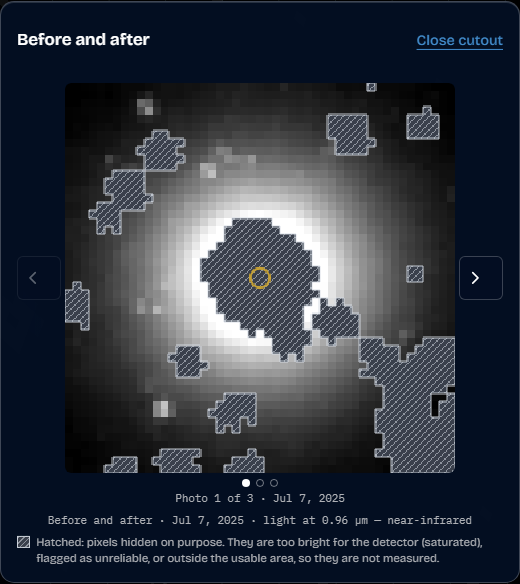 Before and after
Close cutout
Photo 1 of 3 · Jul 7, 2025
Before and after · Jul 7, 2025 · light at 0.96 µm — near-infrared
Hatched: pixels hidden on purpose. They are too bright for the detector (saturated),
flagged as unreliable, or outside the usable area, so they are not measured.